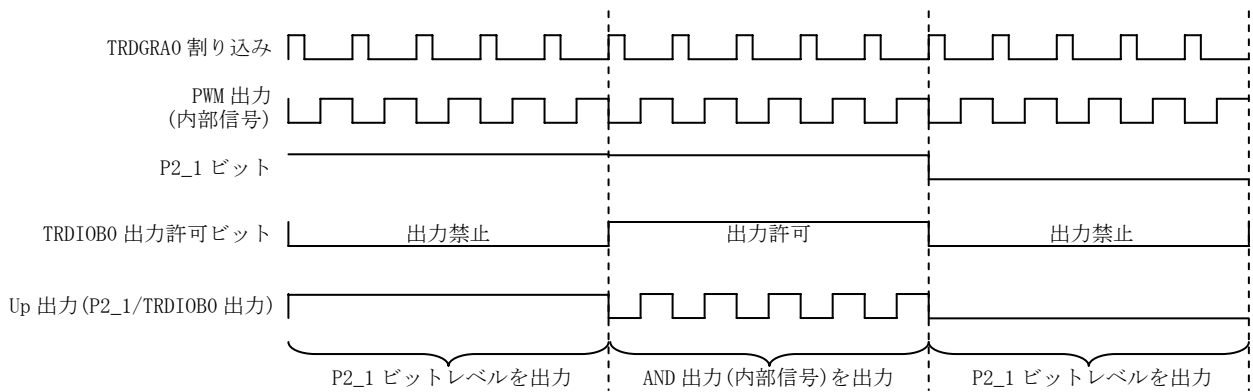 TRDGRA0 割り込み
PWM 出力
(内部信号)
P2_1 ビット
TRDIOB0 出力許可ビット
出力禁止
出力許可
出力禁止
Up 出力(P2_1/TRDIOB0 出力)
P2_1 ビットレベルを出力
AND 出力(内部信号)を出力
P2_1 ビットレベルを出力